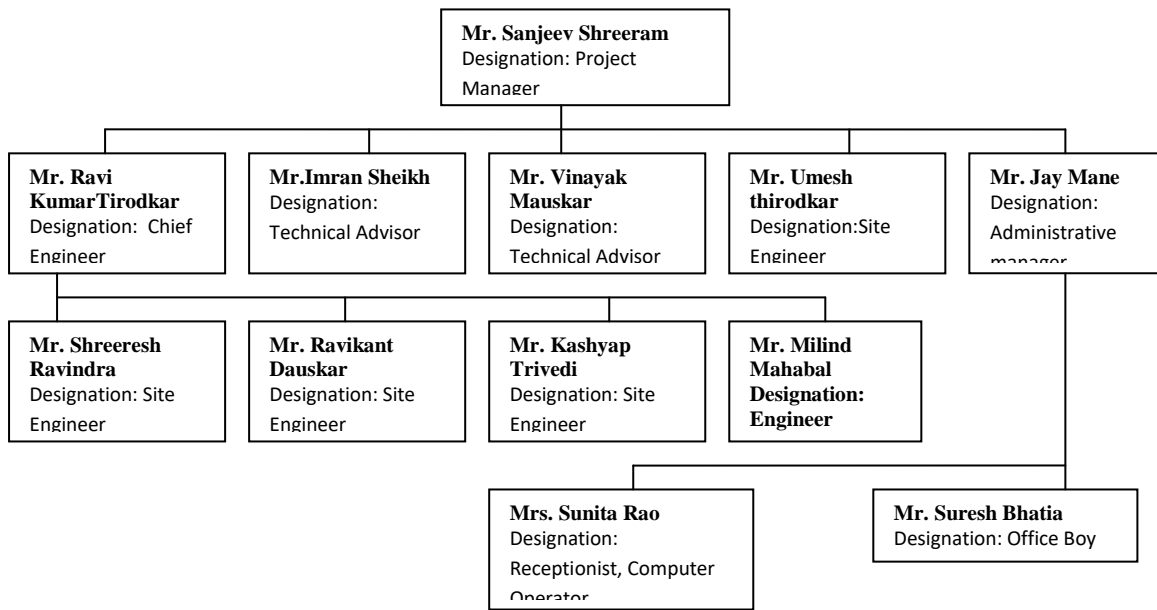 Mr. Sanjeev Shreeram
Designation: Project
Manager
Mr. Ravi
KumarTirodkar
Designation:  Chief
Engineer
Mr.Imran Sheikh
Designation:
Technical Advisor
Mr. Vinayak
Mauskar
Designation:
Technical Advisor
Mr. Umesh
thirodkar
Designation:Site
Engineer
Mr. Jay Mane
Designation:
Administrative
manager
Mr. Shreeresh
Ravindra
Designation: Site
Engineer
Mr. Ravikant
Dauskar
Designation: Site
Engineer
Mr. Kashyap
Trivedi
Designation: Site
Engineer
Mr. Milind
Mahabal
Designation:
Engineer
Mrs. Sunita Rao
Designation:
Receptionist, Computer
Operator
Mr. Suresh Bhatia
Designation: Office Boy